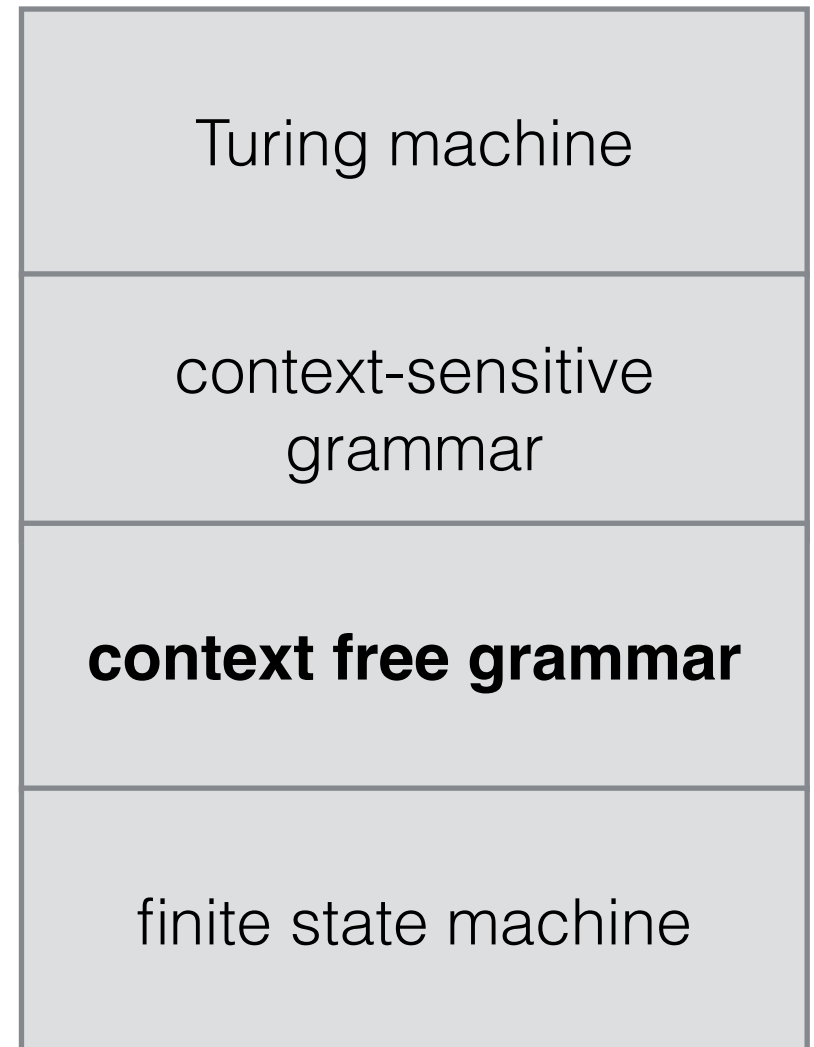 Turing machine
context-sensitive
grammar
context free grammar
finite state machine